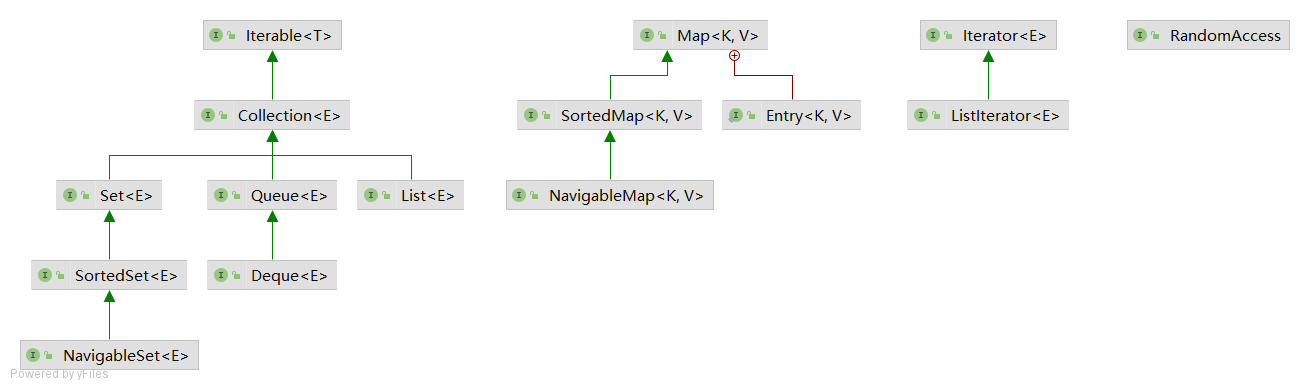 Iterable<T>
Map<K, V>
Iterator<E>
RandomAccess
Collection<E>
SortedMap<K, V>
Entry<K, V>
ListIterator<E>
Set<E>
Queue<E>
List<E>
NavigableMap<K, V>
SortedSet<E>
Deque<E>
NavigableSet<E>
Powered by yFiles